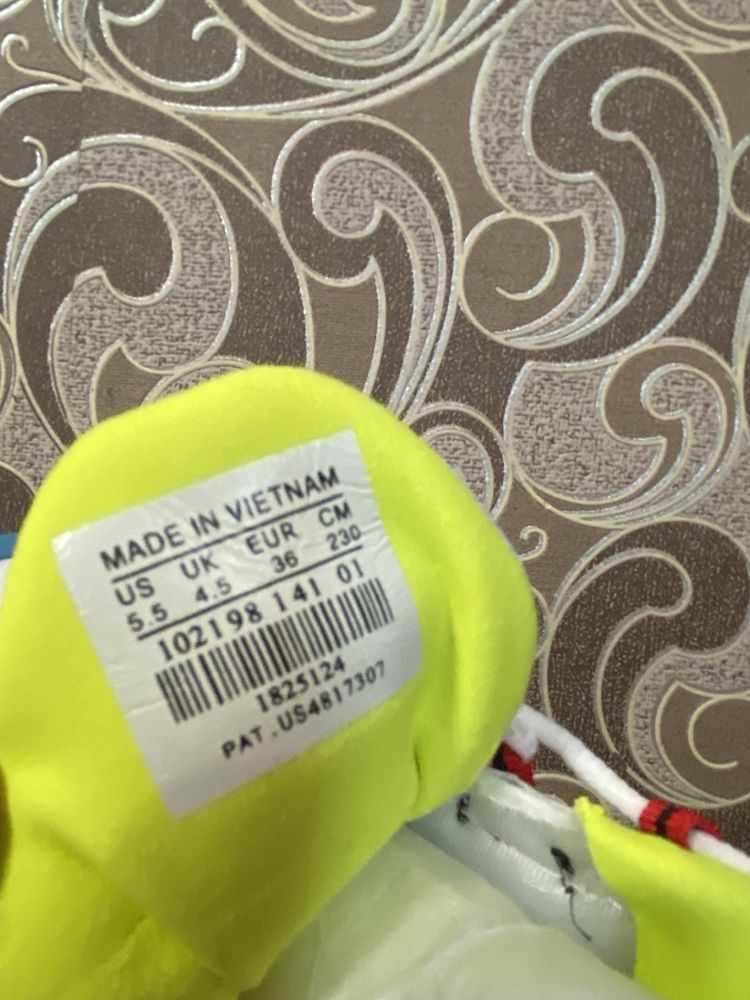 MADE IN VIETNAM
US UK EUR CM
5.5 4.5 36 230
102198 141 01
1825124
PAT.US4817307